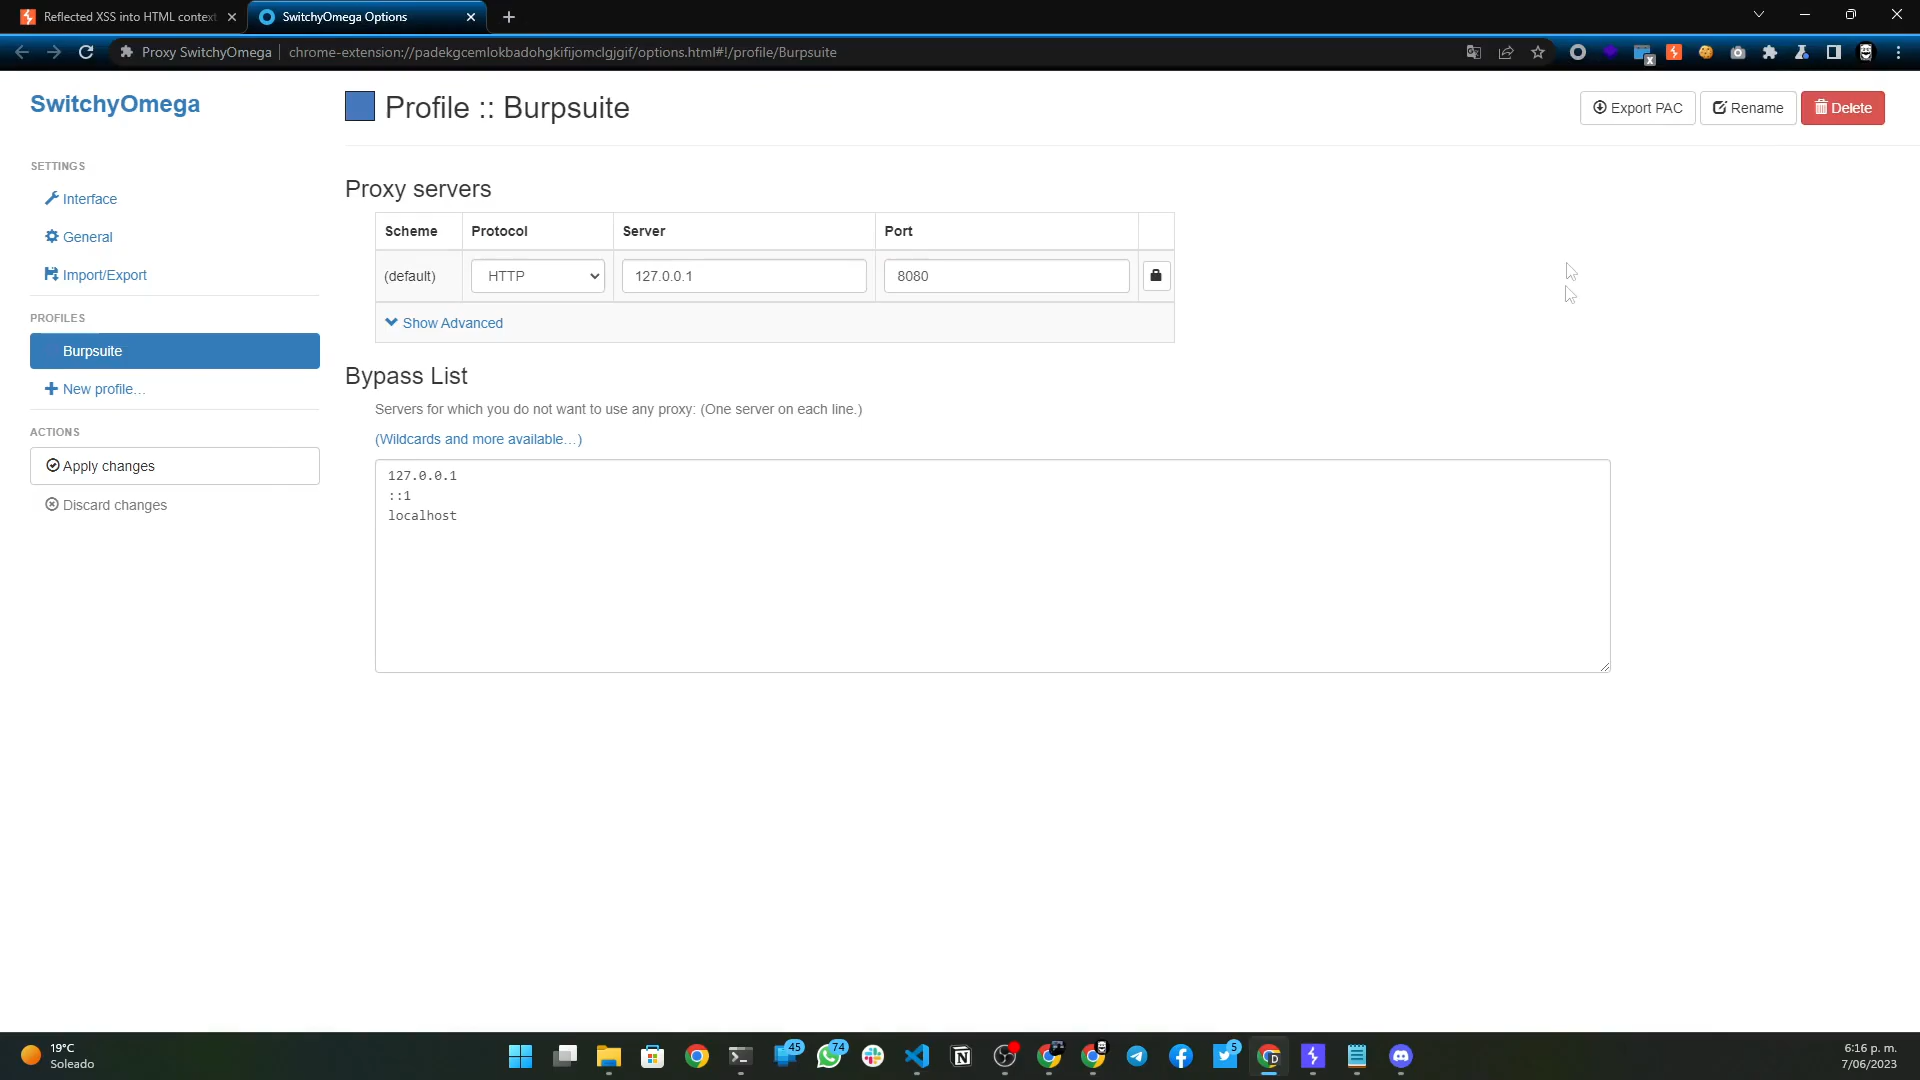 Reflected XSS into HTML context
SwitchyOmega Options
Proxy SwitchyOmega
chrome-extension://padekgcemlokbadohgkifijomclgjgif/options.html#!/profile/Burpsuite
SwitchyOmega
Profile :: Burpsuite
Export PAC
Rename
Delete
SETTINGS
Interface
General
Import/Export
PROFILES
Burpsuite
New profile…
ACTIONS
Apply changes
Discard changes
Proxy servers
Scheme Protocol Server Port
(default) HTTP 127.0.0.1 8080
Show Advanced
Bypass List
Servers for which you do not want to use any proxy: (One server on each line.)
(Wildcards and more available…)
127.0.0.1
::1
localhost
19°C
Soleado
45
74
5
6:16 p. m.
7/06/2023